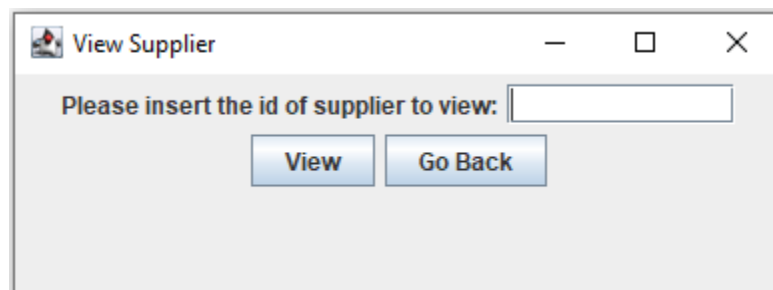 View Supplier
Please insert the id of supplier to view:
View Go Back